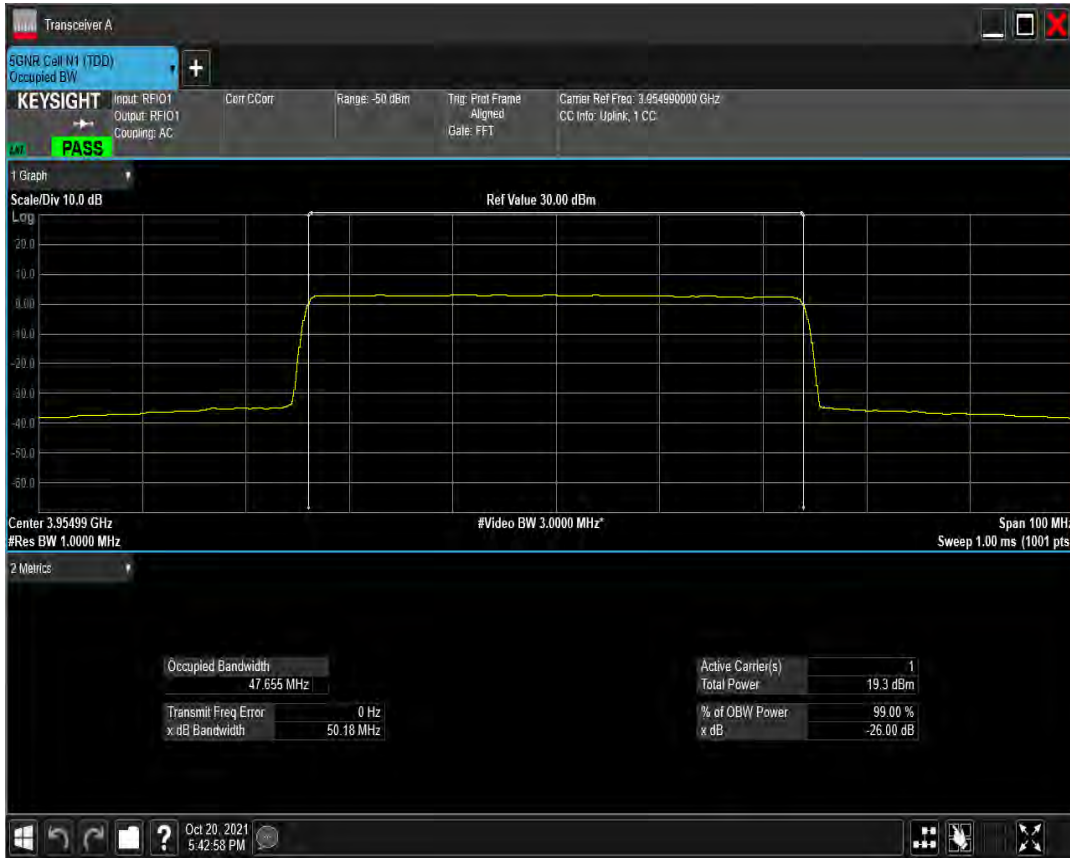 Transceiver A
5GNR Cell N1 (TDD)
Occupied BW
+
KEYSIGHT
PASS
Input: RFIO1
Output: RFIO1
Coupling: AC
Corr CCorr
Range: -50 dBm
Trig: Prot Frame
Aligned
Gate: FFT
Carrier Ref Freq: 3.954990000 GHz
CC Info: Uplink, 1 CC
1 Graph
Scale/Div 10.0 dB
Ref Value 30.00 dBm
Log
20.0
10.0
0.00
-10.0
-20.0
-30.0
-40.0
-50.0
-60.0
Center 3.95499 GHz
#Video BW 3.0000 MHz*
Span 100 MHz
#Res BW 1.0000 MHz
Sweep 1.00 ms (1001 pts
2 Metrics
Occupied Bandwidth
47.655 MHz
Transmit Freq Error 0 Hz
x dB Bandwidth 50.18 MHz
Active Carrier(s) 1
Total Power 19.3 dBm
% of OBW Power 99.00 %
x dB -26.00 dB
?
Oct 20, 2021
5:42:58 PM